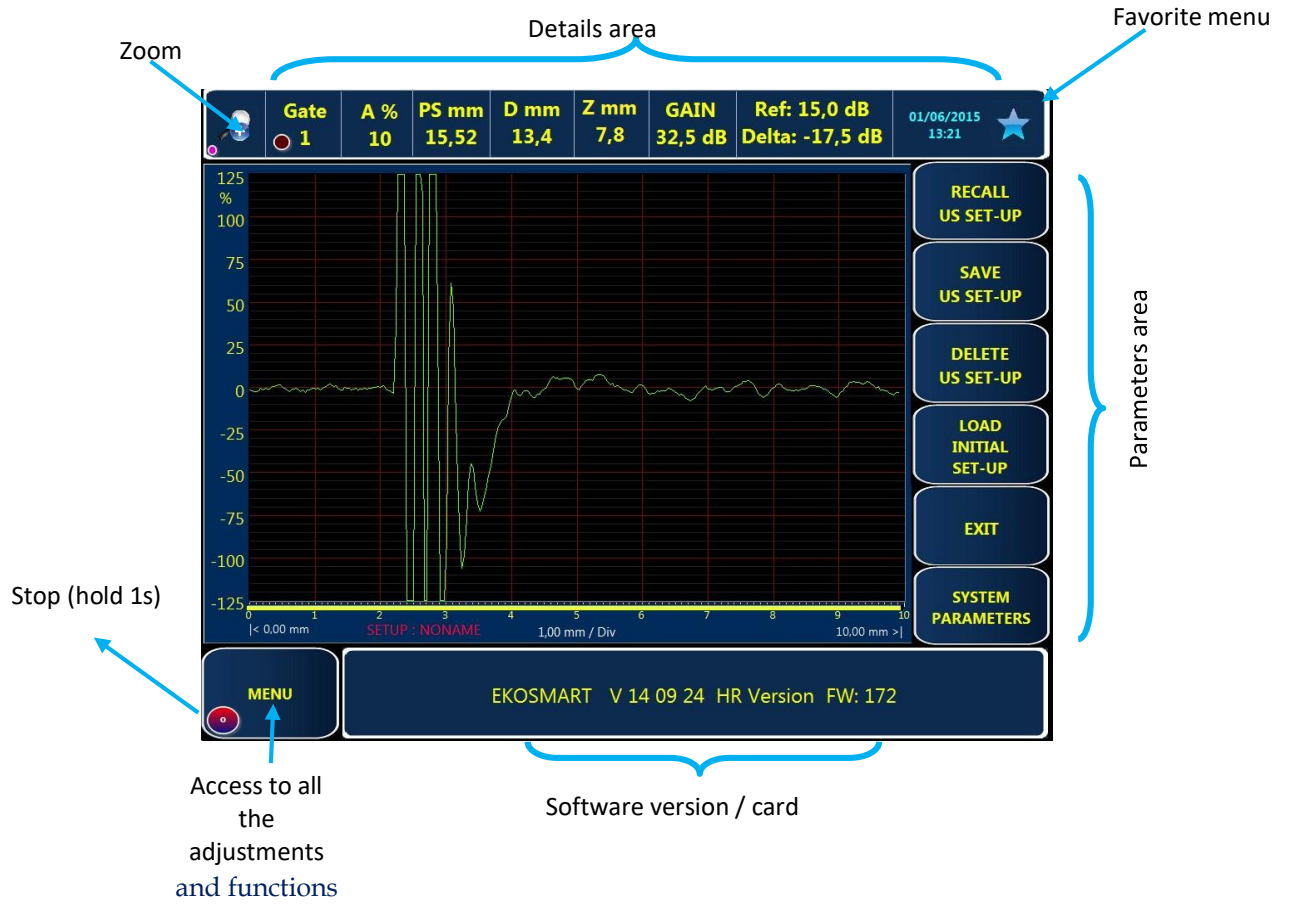 Favorite menu
Details area
Zoom
Gate
1
A %
10
PS mm
15,52
D mm
13,4
Z mm
7,8
GAIN
32,5 dB
Ref: 15,0 dB
Delta: -17,5 dB
01/06/2015
13:21
125
%
100
75
50
25
0
-25
-50
-75
-100
-125
0 1 2 3 4 5 6 7 8 9 10
|< 0,00 mm SETUP : NONAME 1,00 mm / Div 10,00 mm >|
RECALL
US SET-UP
SAVE
US SET-UP
DELETE
US SET-UP
LOAD
INITIAL
SET-UP
EXIT
SYSTEM
PARAMETERS
Parameters area
Stop (hold 1s)
MENU
o
EKOSMART V 14 09 24 HR Version FW: 172
Access to all
the
adjustments
and functions
Software version / card